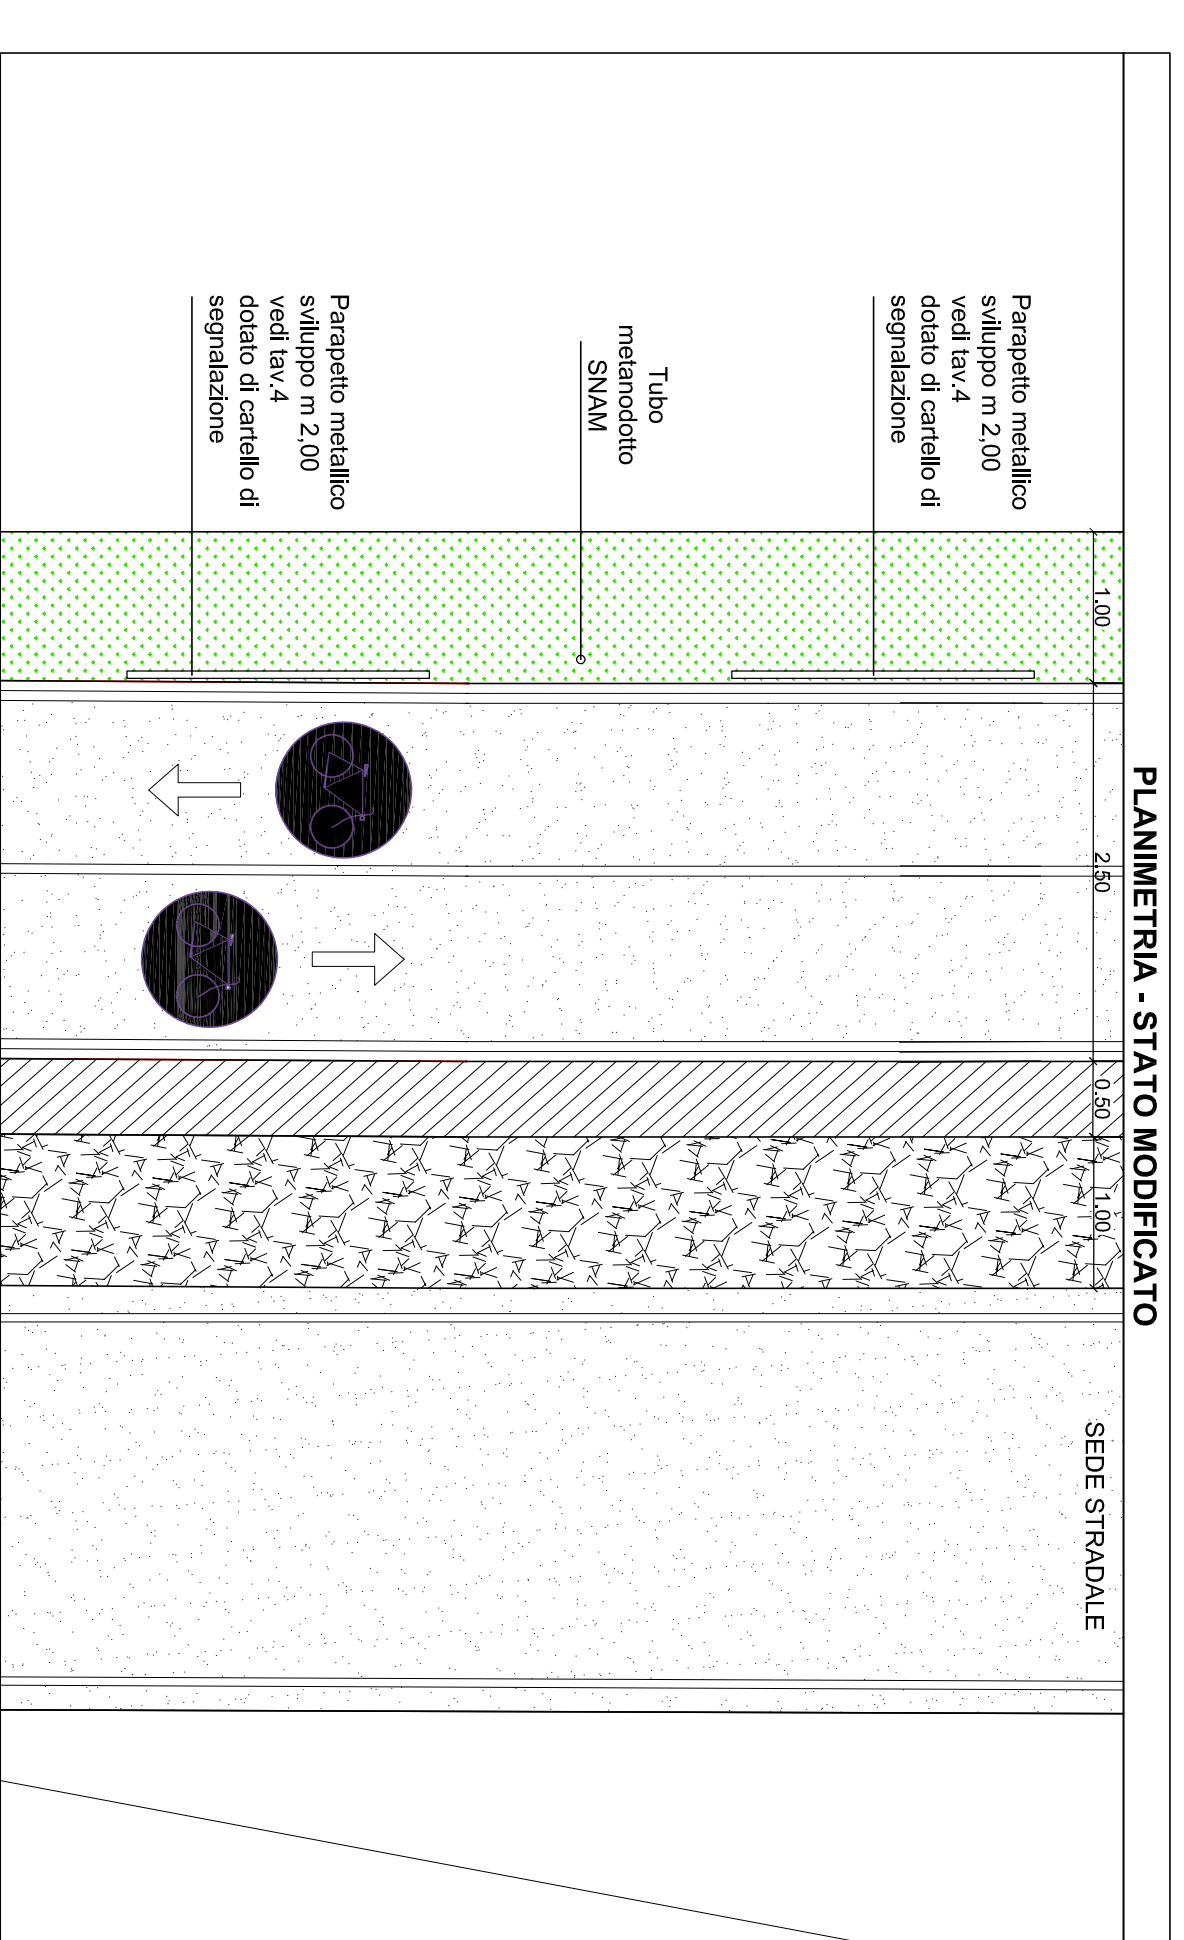 PLANIMETRIA - STATO MODIFICATO
1.00
2.50
0.50
1.00
SEDE STRADALE
Parapetto metallico
sviluppo m 2,00
vedi tav.4
dotato di cartello di
segnalazione
Tubo
metanodotto
SNAM
Parapetto metallico
sviluppo m 2,00
vedi tav.4
dotato di cartello di
segnalazione